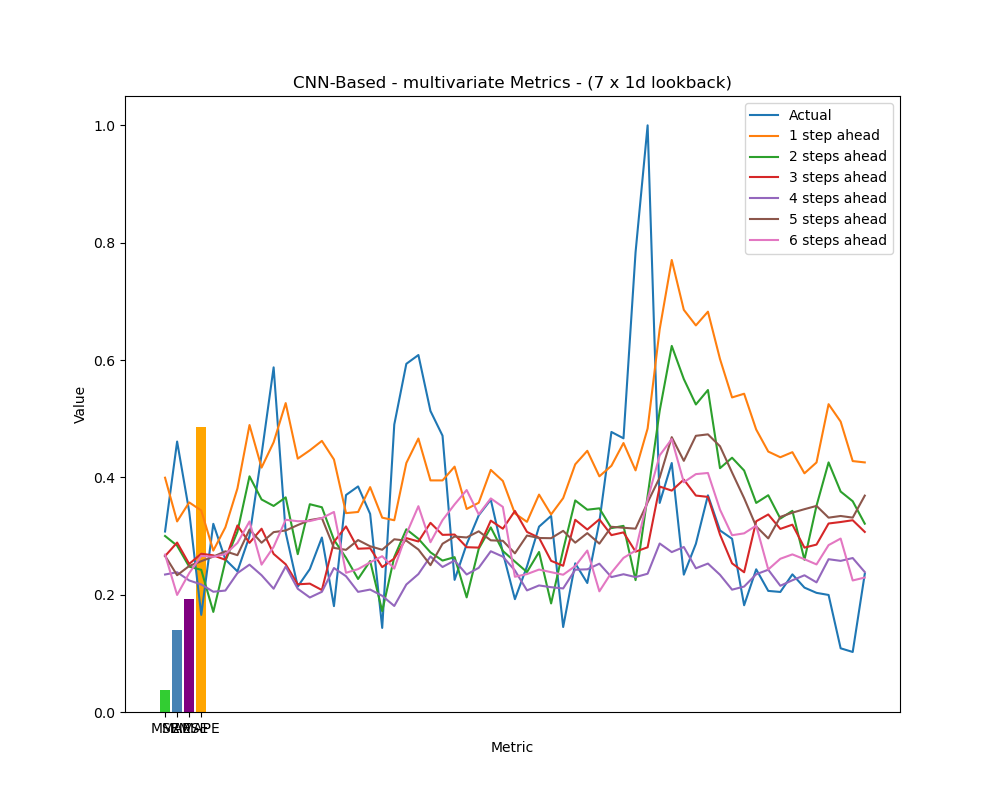 CNN-Based - multivariate Metrics - (7 x 1d lookback)
Actual
1 step ahead
2 steps ahead
3 steps ahead
4 steps ahead
5 steps ahead
6 steps ahead
1.0
0.8
0.6
0.4
0.2
0.0
Value
Metric